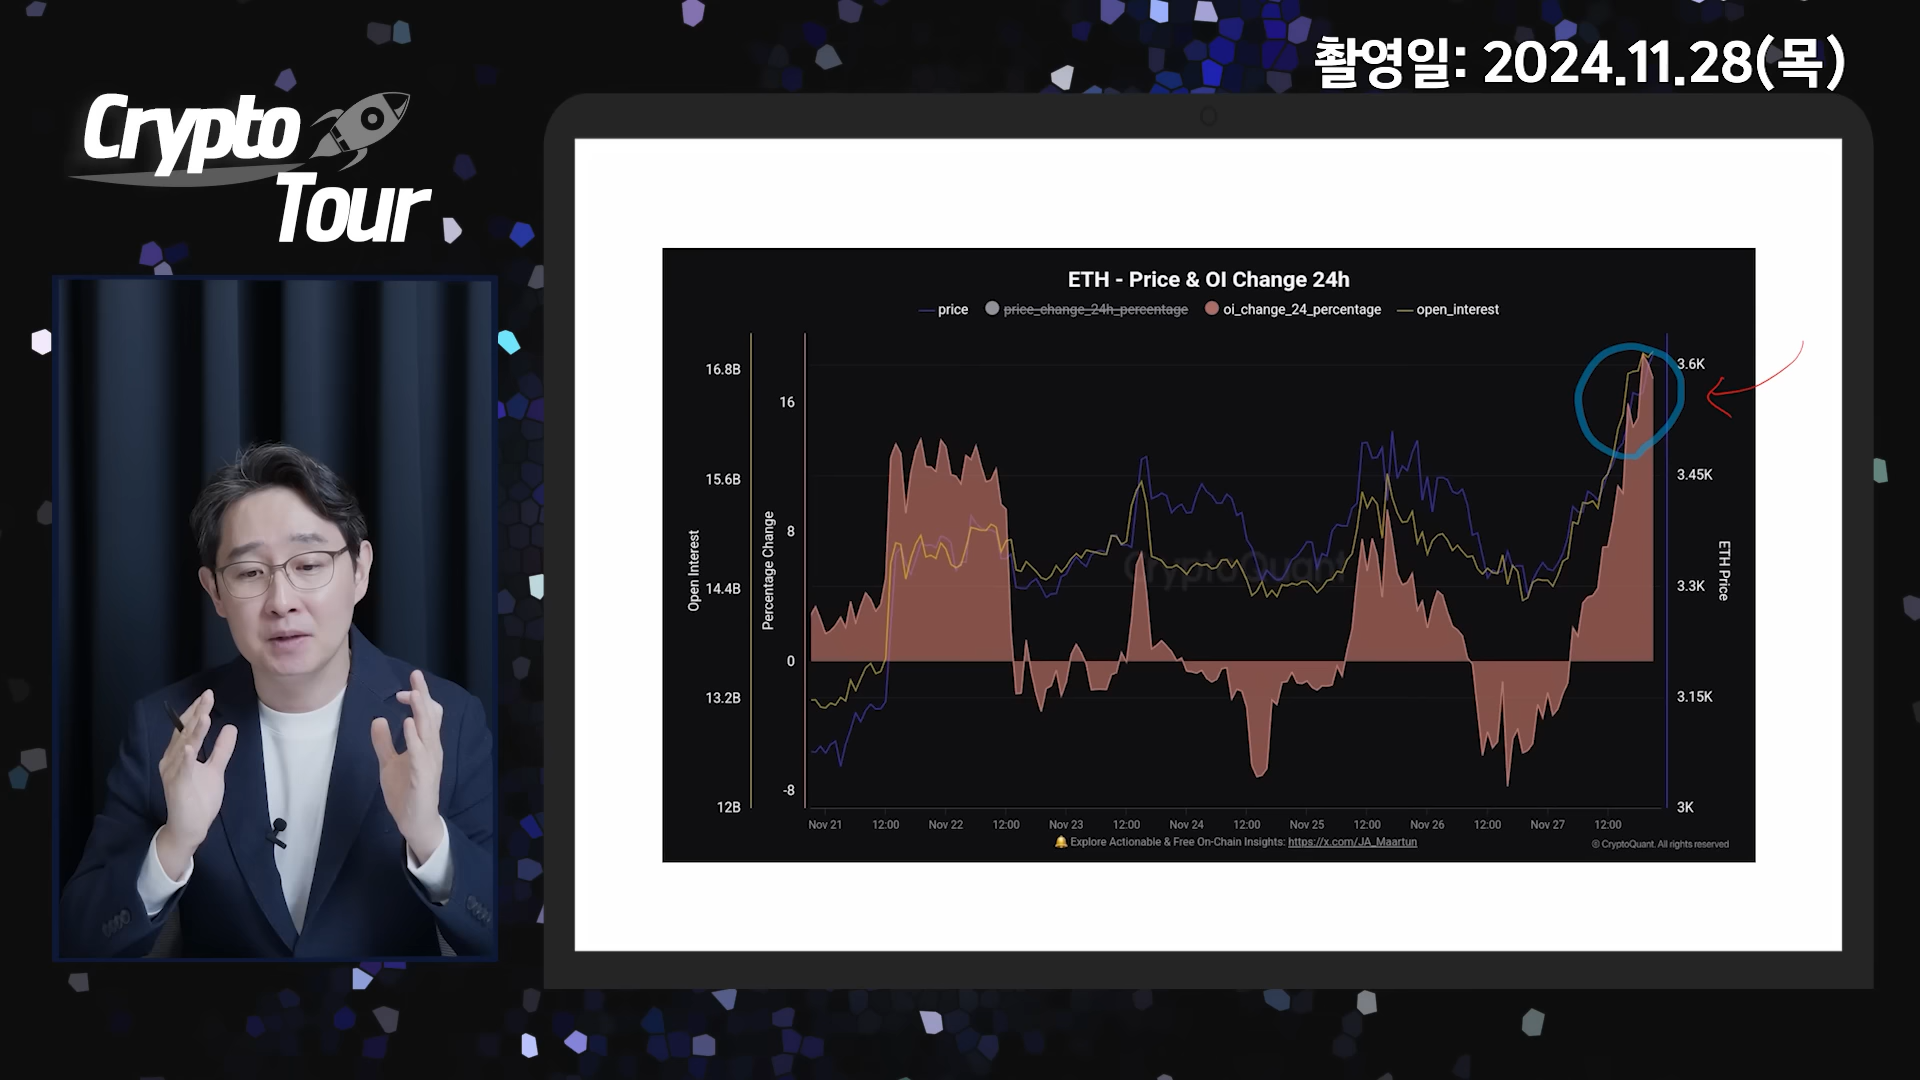 촬영일: 2024.11.28(목)
Crypto
Tour
ETH - Price & OI Change 24h
price
price_change_24h_percentage
oi_change_24_percentage
open_interest
16.8B
15.6B
14.4B
13.2B
12B
Open Interest
16
8
0
-8
Percentage Change
CryptoQuant
3.6K
3.45K
3.3K
3.15K
3K
ETH Price
Nov 21
12:00
Nov 22
12:00
Nov 23
12:00
Nov 24
12:00
Nov 25
12:00
Nov 26
12:00
Nov 27
12:00
🔔 Explore Actionable & Free On-Chain Insights: https://x.com/JA_Maartun
© CryptoQuant. All rights reserved